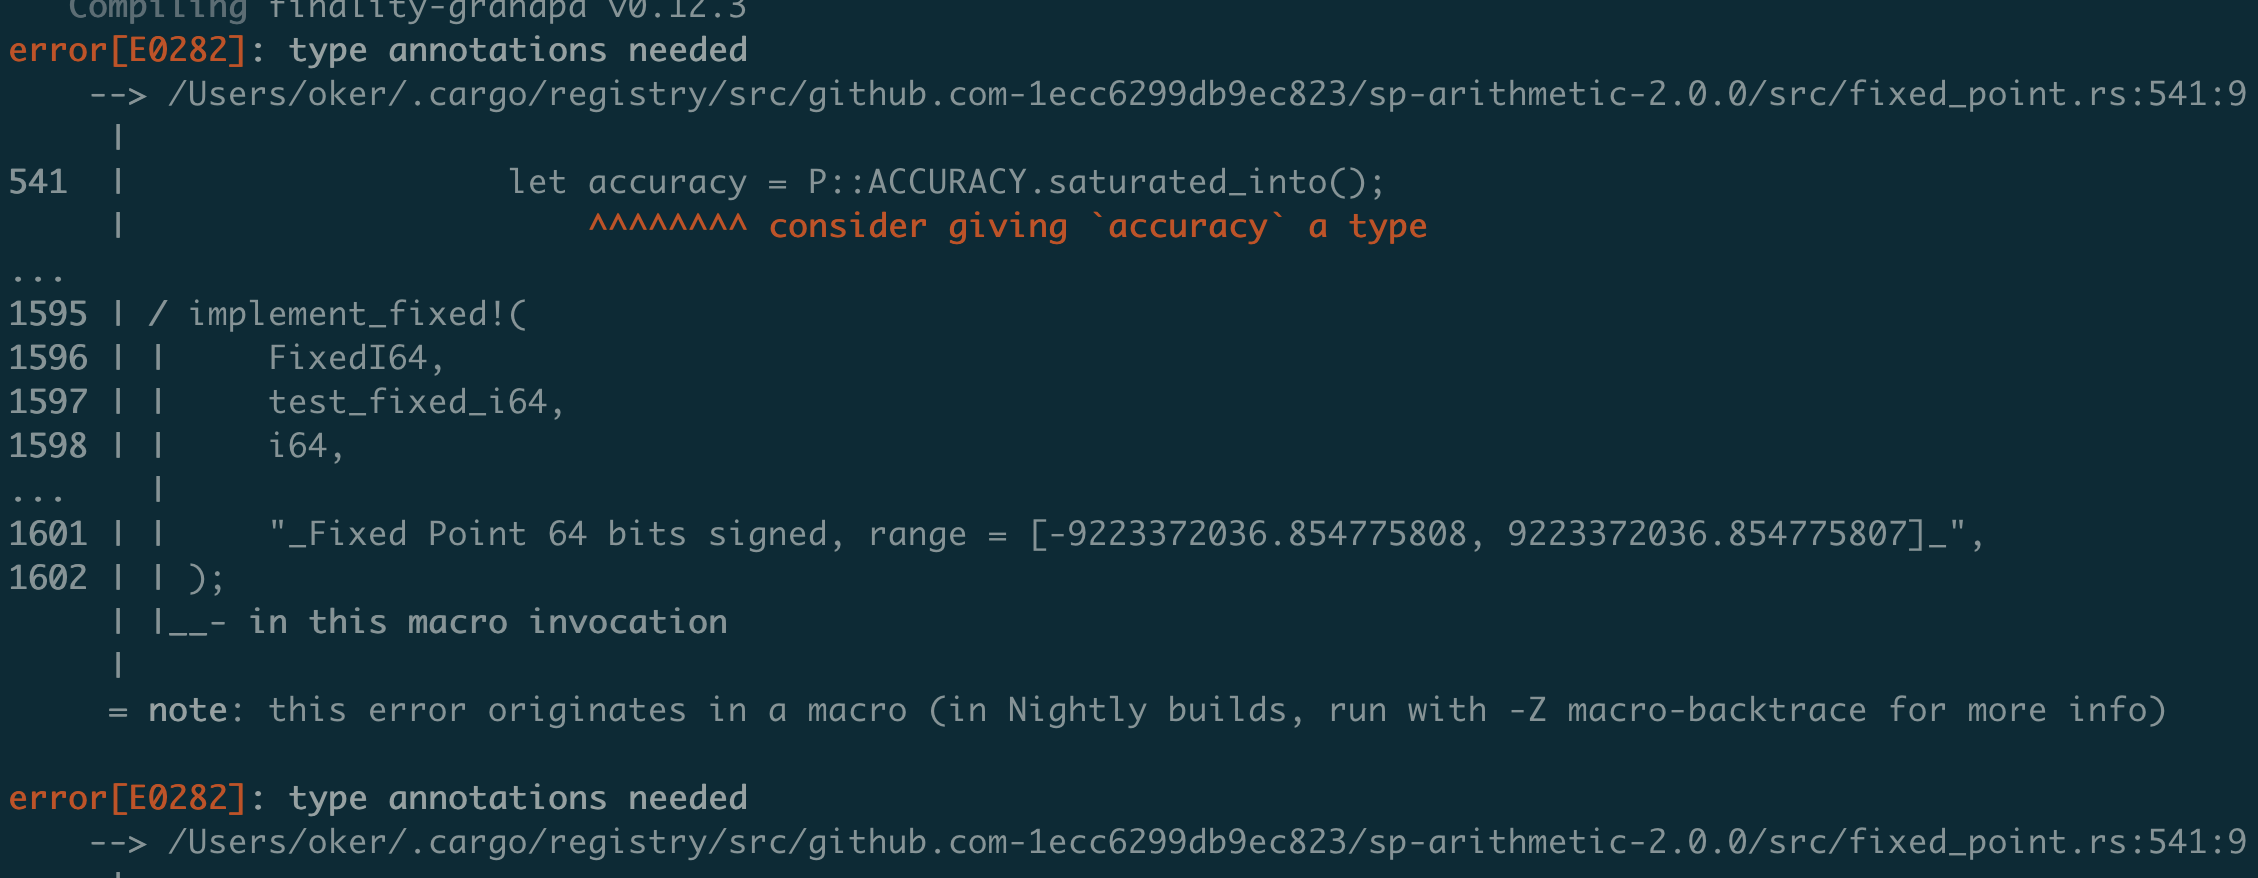 Compiling finality-grandpa v0.12.3
error[E0282]: type annotations needed
--> /Users/oker/.cargo/registry/src/github.com-1ecc6299db9ec823/sp-arithmetic-2.0.0/src/fixed_point.rs:541:9
|
541 | let accuracy = P::ACCURACY.saturated_into();
| ^^^^^^^^ consider giving `accuracy` a type
...
1595 | / implement_fixed!(
1596 | | FixedI64,
1597 | | test_fixed_i64,
1598 | | i64,
... |
1601 | | "_Fixed Point 64 bits signed, range = [-9223372036.854775808, 9223372036.854775807]_",
1602 | | );
| |__- in this macro invocation
|
= note: this error originates in a macro (in Nightly builds, run with -Z macro-backtrace for more info)
error[E0282]: type annotations needed
--> /Users/oker/.cargo/registry/src/github.com-1ecc6299db9ec823/sp-arithmetic-2.0.0/src/fixed_point.rs:541:9
|